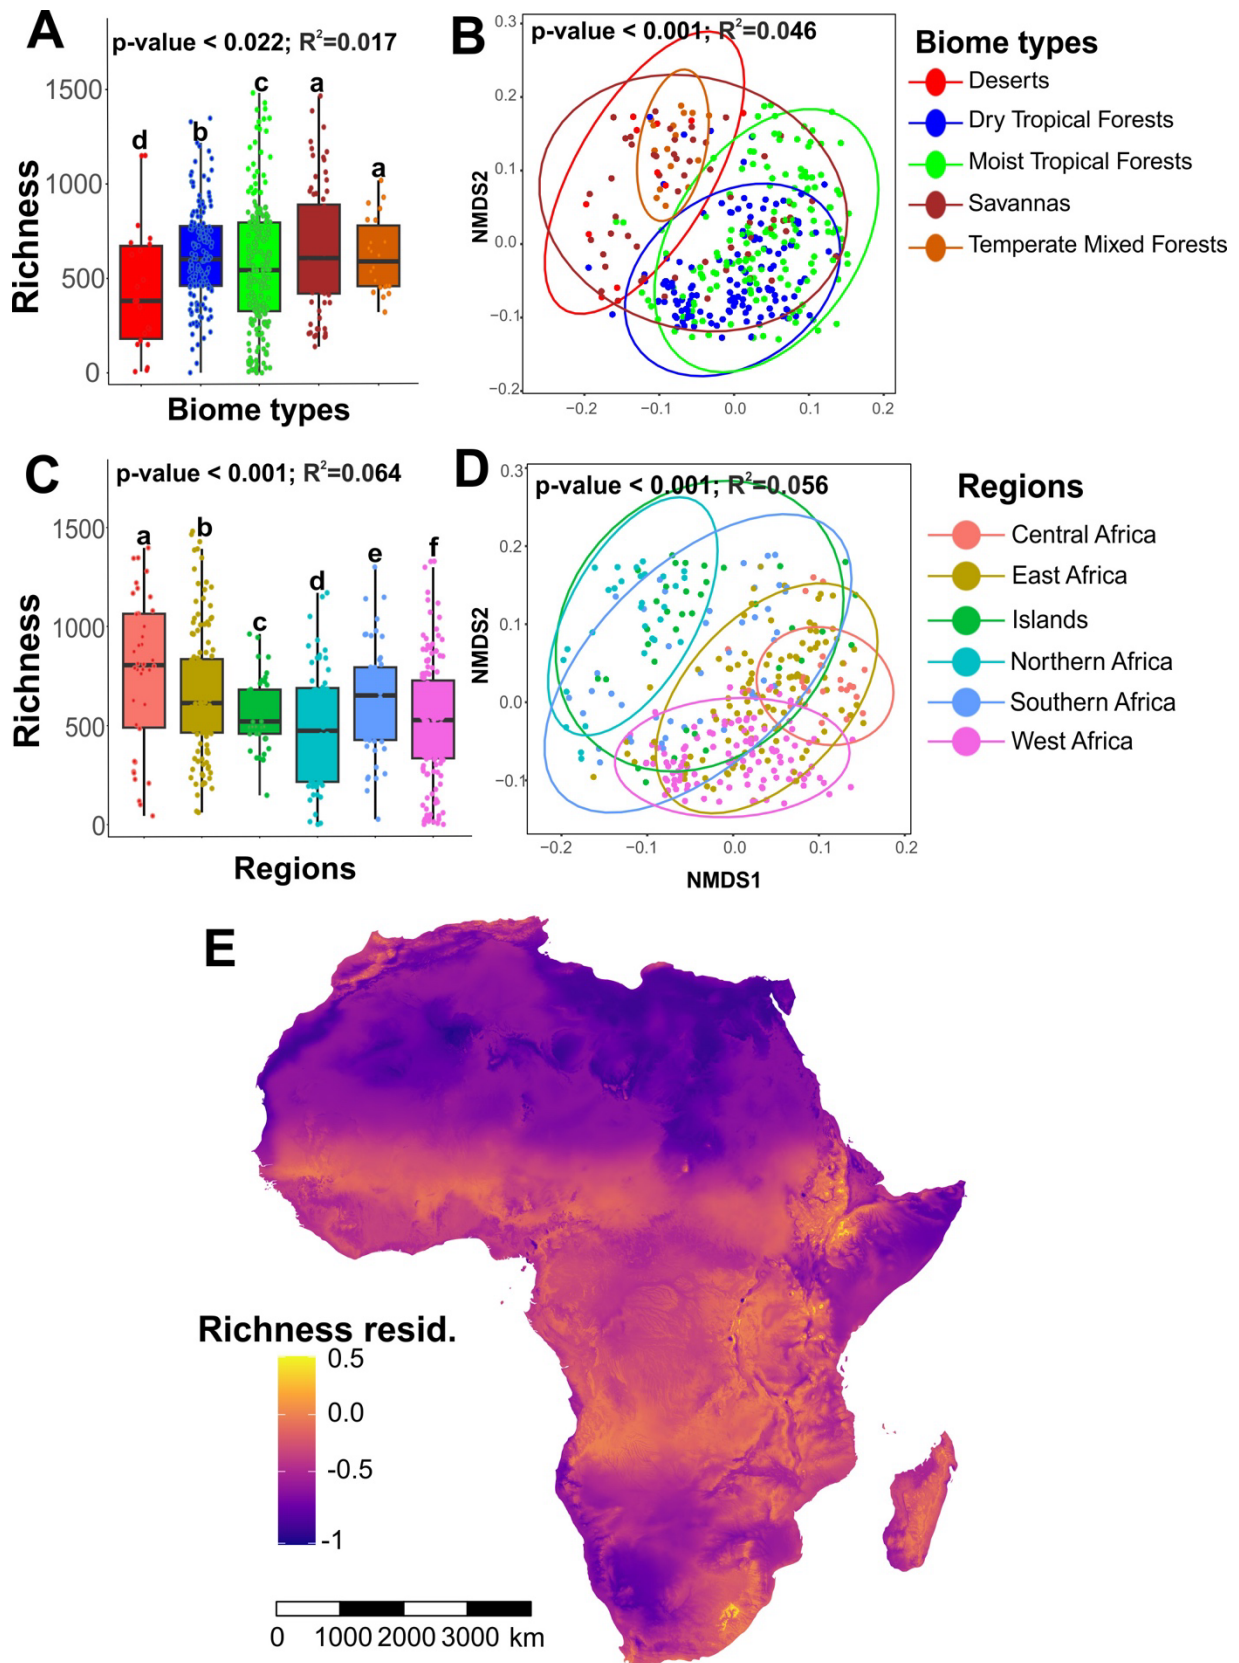 A
p-value < 0.022; R²=0.017
Richness
1500
1000
500
0
d
b
c
a
a
Biome types
B
p-value < 0.001; R²=0.046
NMDS2
0.3
0.2
0.1
0.0
−0.1
−0.2
−0.2
−0.1
0.0
0.1
0.2
Biome types
Deserts
Dry Tropical Forests
Moist Tropical Forests
Savannas
Temperate Mixed Forests
C
p-value < 0.001; R²=0.064
Richness
1500
1000
500
0
a
b
c
d
e
f
Regions
D
p-value < 0.001; R²=0.056
NMDS2
0.3
0.2
0.1
0.0
−0.1
−0.2
−0.1
0.0
0.1
0.2
NMDS1
Regions
Central Africa
East Africa
Islands
Northern Africa
Southern Africa
West Africa
E
Richness resid.
0.5
0.0
-0.5
-1
0 1000 2000 3000 km